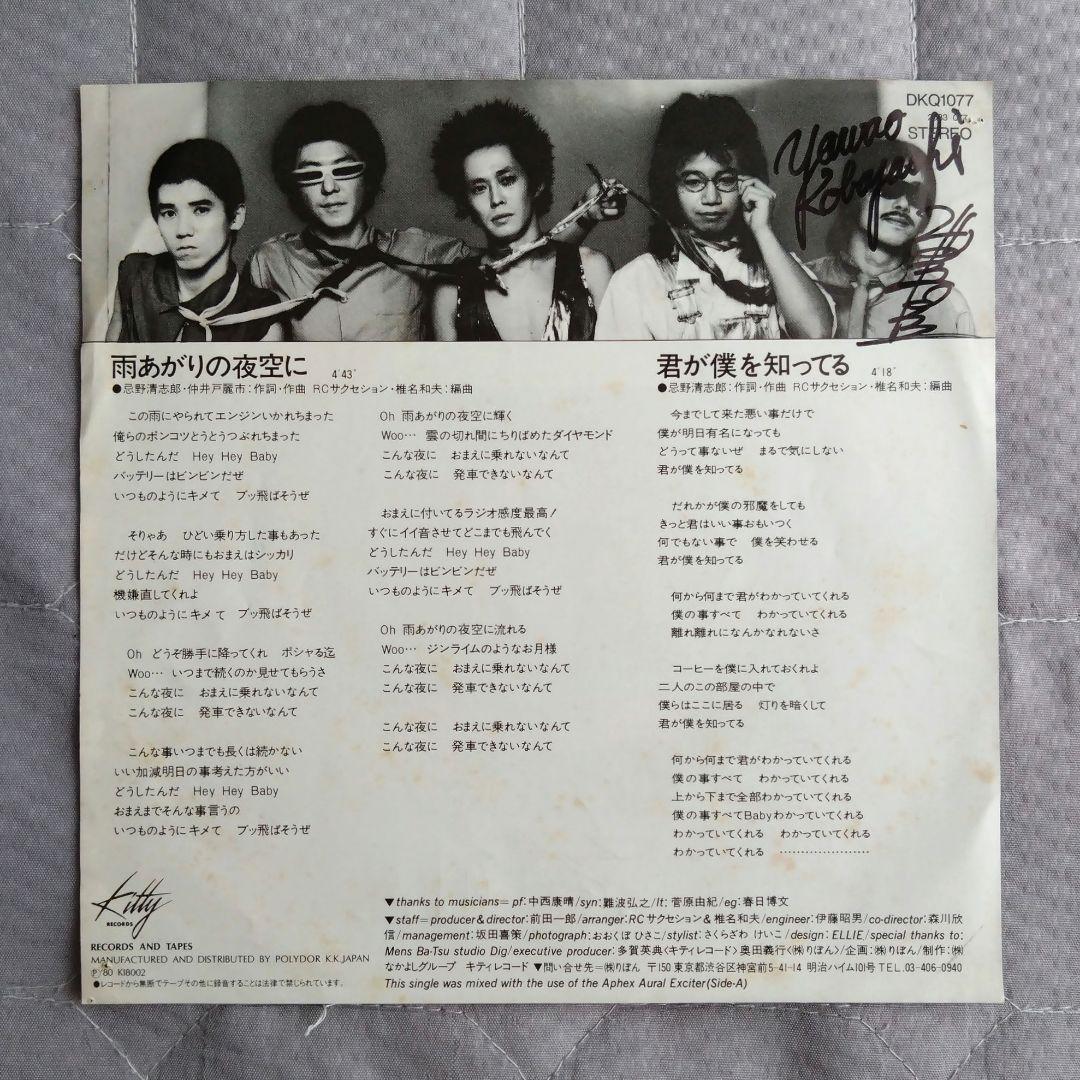 DKQ1077
STEREO
Yawao
Kobayashi
雨あがりの夜空に 4'43"
●忌野清志郎・仲井戸麗市:作詞・作曲 RCサクセション・椎名和夫:編曲
この雨にやられてエンジンいかれちまった
俺らのポンコツとうとうつぶれちまった
どうしたんだ Hey Hey Baby
バッテリーはビンビンだぜ
いつものようにキメて ブッ飛ばそうぜ
そりゃあ ひどい乗り方した事もあった
だけどそんな時にもおまえはシッカリ
どうしたんだ Hey Hey Baby
機嫌直してくれよ
いつものようにキメて ブッ飛ばそうぜ
Oh どうぞ勝手に降ってくれ ポシャる迄
Woo… いつまで続くのか見せてもらうさ
こんな夜に おまえに乗れないなんて
こんな夜に 発車できないなんて
こんな事いつまでも長くは続かない
いい加減明日の事考えた方がいい
どうしたんだ Hey Hey Baby
おまえまでそんな事言うの
いつものようにキメて ブッ飛ばそうぜ
Oh 雨あがりの夜空に輝く
Woo… 雲の切れ間にちりばめたダイヤモンド
こんな夜に おまえに乗れないなんて
こんな夜に 発車できないなんて
おまえに付いてるラジオ感度最高!
すぐにイイ音させてどこまでも飛んでく
どうしたんだ Hey Hey Baby
バッテリーはビンビンだぜ
いつものようにキメて ブッ飛ばそうぜ
Oh 雨あがりの夜空に流れる
Woo… ジンライムのようなお月様
こんな夜に おまえに乗れないなんて
こんな夜に 発車できないなんて
こんな夜に おまえに乗れないなんて
こんな夜に 発車できないなんて
君が僕を知ってる 4'18"
●忌野清志郎:作詞・作曲 RCサクセション・椎名和夫:編曲
今までして来た悪い事だけで
僕が明日有名になっても
どうって事ないぜ まるで気にしない
君が僕を知ってる
だれかが僕の邪魔をしても
きっと君はいい事おもいつく
何でもない事で 僕を笑わせる
君が僕を知ってる
何から何まで君がわかっていてくれる
僕の事すべて わかっていてくれる
離れ離れになんかなれないさ
コーヒーを僕に入れておくれよ
二人のこの部屋の中で
僕らはここに居る 灯りを暗くして
君が僕を知ってる
何から何まで君がわかっていてくれる
僕の事すべて わかっていてくれる
上から下まで全部わかっていてくれる
僕の事すべてBabyわかっていてくれる
わかっていてくれる わかっていてくれる
わかっていてくれる …………………
Kitty
RECORDS
RECORDS AND TAPES
MANUFACTURED AND DISTRIBUTED BY POLYDOR K.K.JAPAN
Ⓟ'80 K18002
●レコードから無断でテープその他に録音することは法律で禁じられています。
▼thanks to musicians=pf:中西康晴/syn:難波弘之/lt:菅原由紀/eg:春日博文
▼staff=producer&director:前田一郎/arranger:RCサクセション&椎名和夫/engineer:伊藤昭男/co-director:森川欣
信/management:坂田喜策/photograph:おおくぼひさこ/stylist:さくらざわ けいこ/design:ELLIE/special thanks to:
Mens Ba-Tsu studio Dig/executive producer:多賀英典〈キティレコード〉奥田義行〈㈱りぼん〉/企画:㈱りぼん/制作:㈱
なかよしグループ キティレコード ▼問い合せ先=㈱りぼん 〒150 東京都渋谷区神宮前5-41-14 明治ハイム101号 TEL.03-406-0940
This single was mixed with the use of the Aphex Aural Exciter(Side-A)